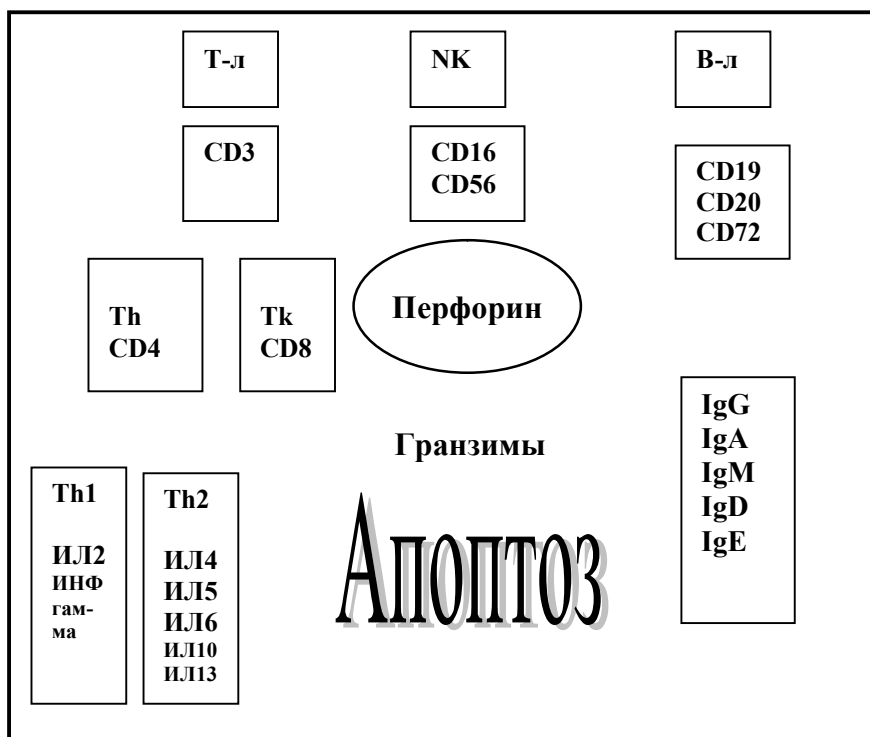 Т-л
NK
В-л
CD3
CD16
CD56
CD19
CD20
CD72
Th
CD4
Tk
CD8
Перфорин
Гранзимы
IgG
IgA
IgM
IgD
IgE
Th1
ИЛ2
ИНФ
гам-
ма
Th2
ИЛ4
ИЛ5
ИЛ6
ИЛ10
ИЛ13
Апоптоз